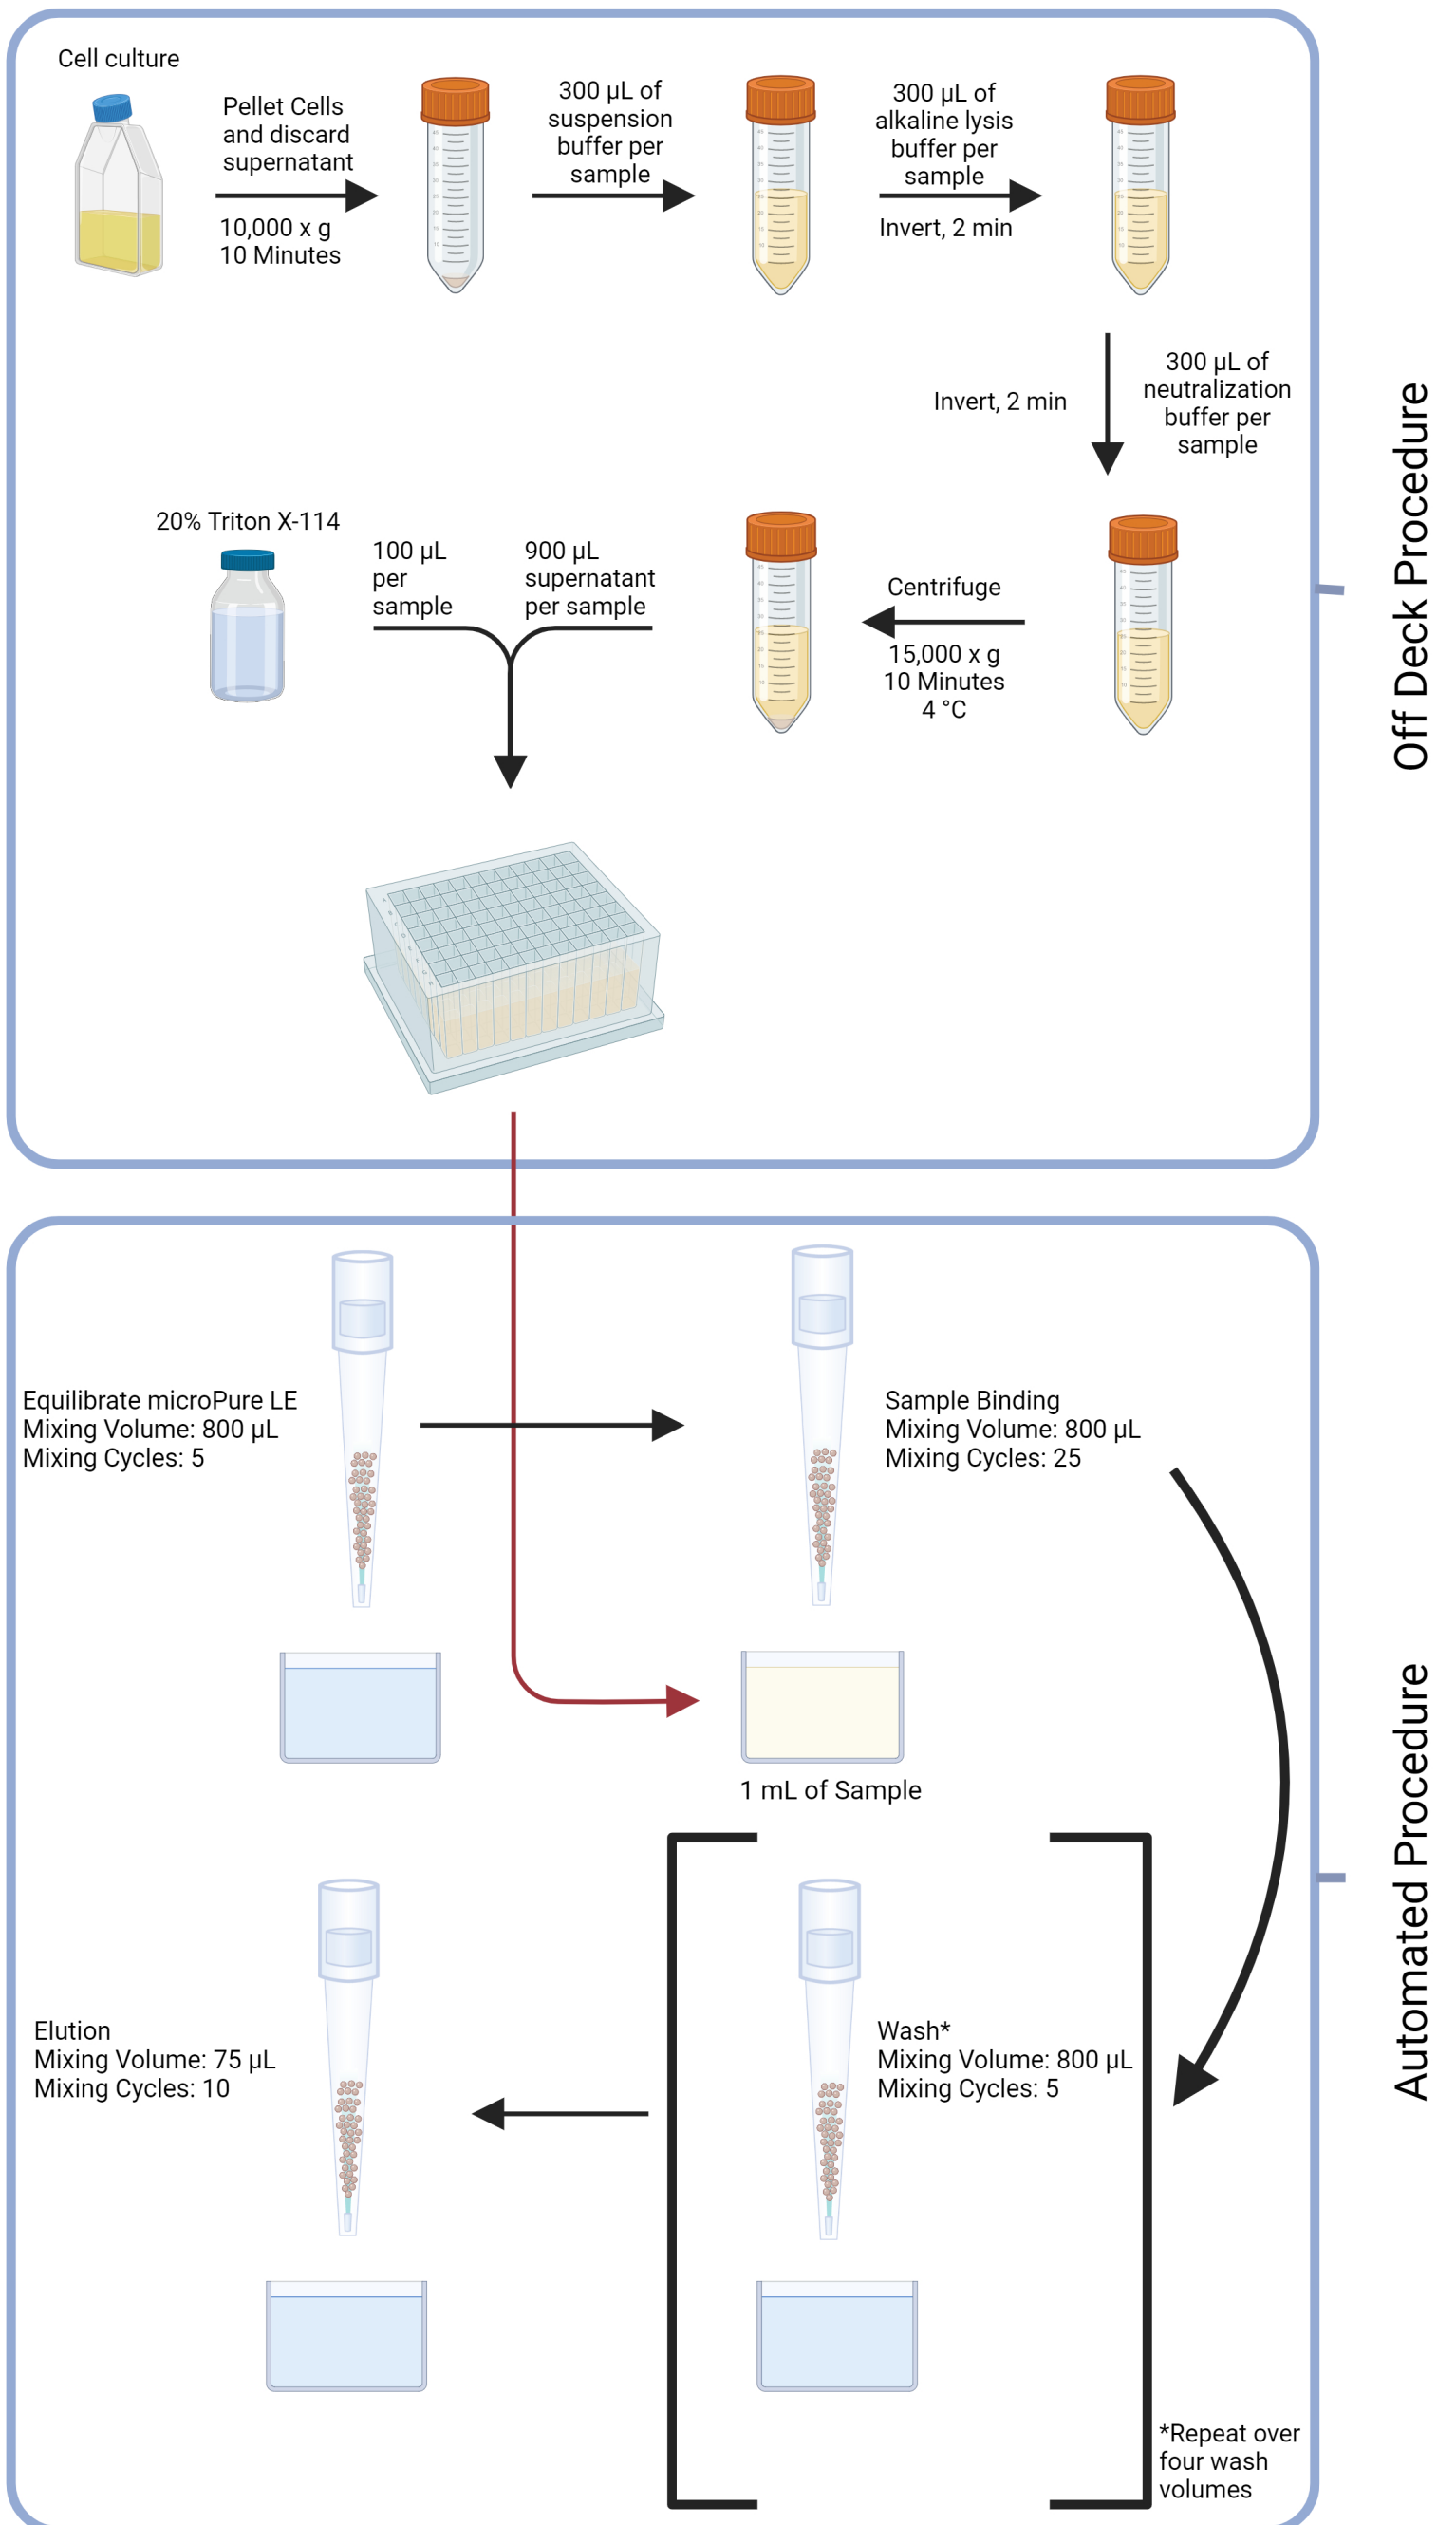 Cell culture
Pellet Cells
and discard
supernatant
10,000 x g
10 Minutes
300 µL of
suspension
buffer per
sample
300 µL of
alkaline lysis
buffer per
sample
Invert, 2 min
Invert, 2 min
300 µL of
neutralization
buffer per
sample
Centrifuge
15,000 x g
10 Minutes
4 °C
20% Triton X-114
100 µL
per
sample
900 µL
supernatant
per sample
Off Deck Procedure
Equilibrate microPure LE
Mixing Volume: 800 µL
Mixing Cycles: 5
Sample Binding
Mixing Volume: 800 µL
Mixing Cycles: 25
1 mL of Sample
Wash*
Mixing Volume: 800 µL
Mixing Cycles: 5
*Repeat over
four wash
volumes
Elution
Mixing Volume: 75 µL
Mixing Cycles: 10
Automated Procedure